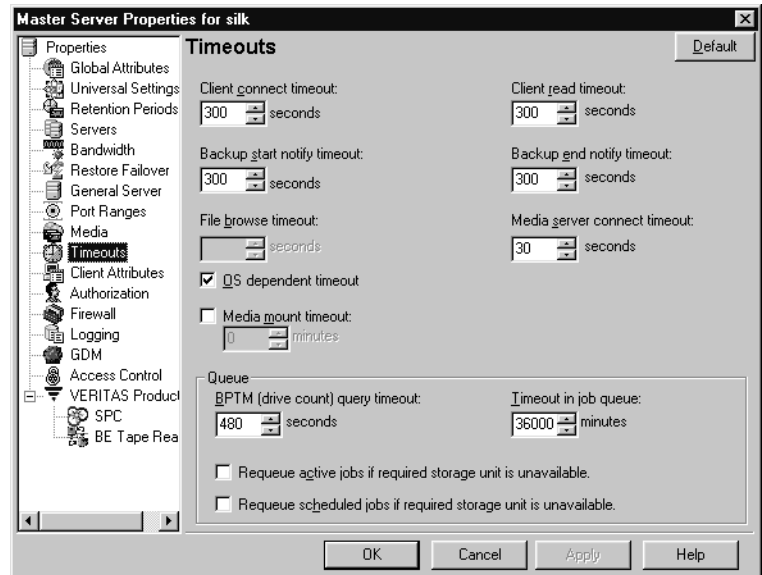 Master Server Properties for silk
Properties
Global Attributes
Universal Settings
Retention Periods
Servers
Bandwidth
Restore Failover
General Server
Port Ranges
Media
Timeouts
Client Attributes
Authorization
Firewall
Logging
GDM
Access Control
VERITAS Product
SPC
BE Tape Rea
Timeouts
Default
Client connect timeout:
300 seconds
Client read timeout:
300 seconds
Backup start notify timeout:
300 seconds
Backup end notify timeout:
300 seconds
File browse timeout:
seconds
Media server connect timeout:
30 seconds
OS dependent timeout
Media mount timeout:
0 minutes
Queue
BPTM (drive count) query timeout:
480 seconds
Timeout in job queue:
36000 minutes
Requeue active jobs if required storage unit is unavailable.
Requeue scheduled jobs if required storage unit is unavailable.
OK Cancel Apply Help